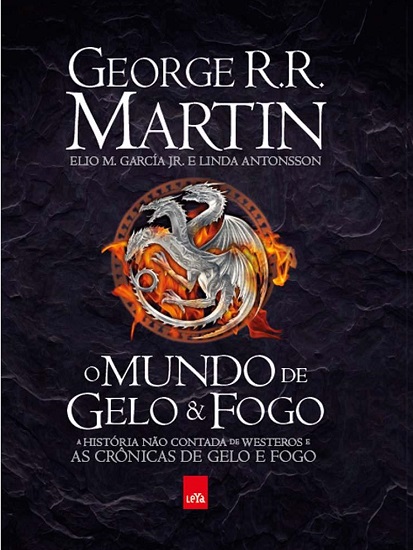 GEORGE R.R.
MARTIN
ELIO M. GARCÍA JR. E LINDA ANTONSSON
O MUNDO DE
GELO & FOGO
A HISTÓRIA NÃO CONTADA DE WESTEROS E
AS CRÔNICAS DE GELO E FOGO
LeYa